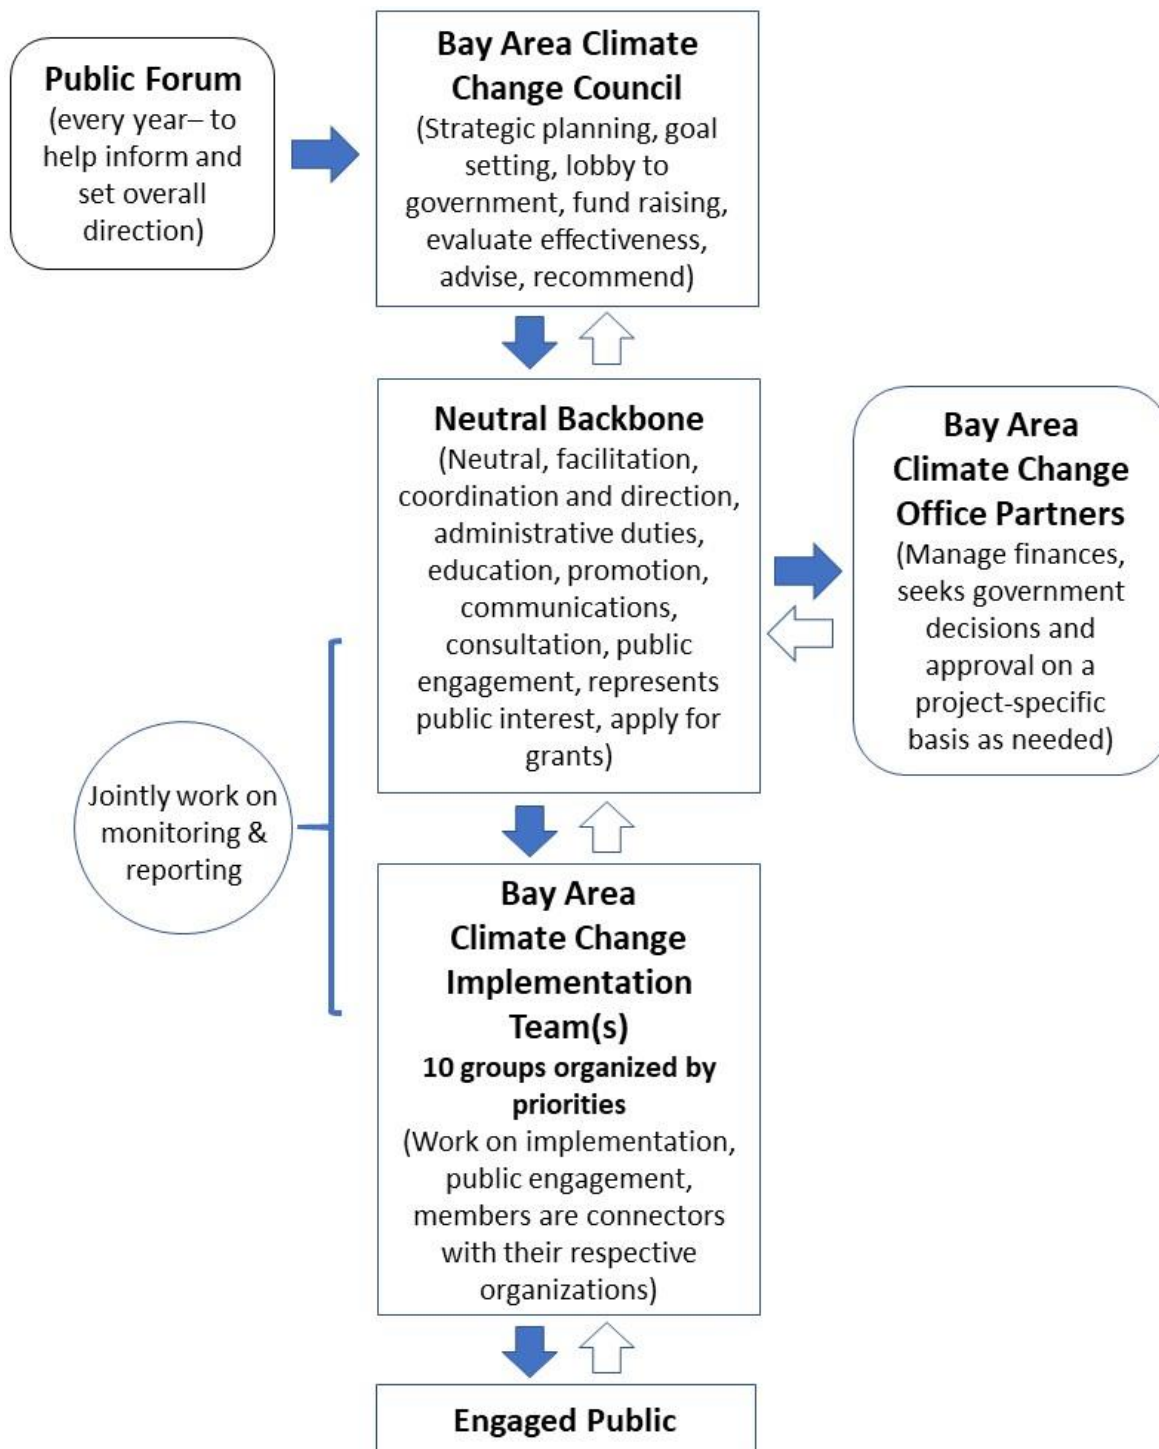 Public Forum
(every year– to
help inform and
set overall
direction)
Bay Area Climate
Change Council
(Strategic planning, goal
setting, lobby to
government, fund raising,
evaluate effectiveness,
advise, recommend)
Neutral Backbone
(Neutral, facilitation,
coordination and direction,
administrative duties,
education, promotion,
communications,
consultation, public
engagement, represents
public interest, apply for
grants)
Bay Area
Climate Change
Office Partners
(Manage finances,
seeks government
decisions and
approval on a
project-specific
basis as needed)
Jointly work on
monitoring &
reporting
Bay Area
Climate Change
Implementation
Team(s)
10 groups organized by
priorities
(Work on implementation,
public engagement,
members are connectors
with their respective
organizations)
Engaged Public